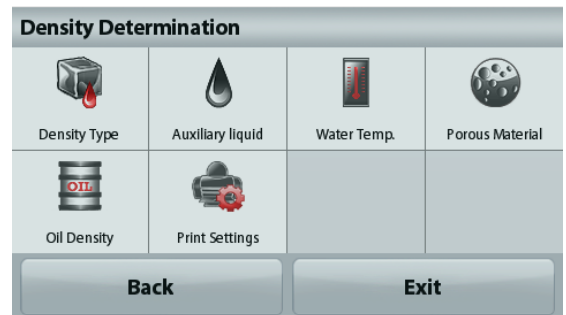 Density Determination
Density Type
Auxiliary liquid
Water Temp.
Porous Material
OIL
Oil Density
Print Settings
Back
Exit